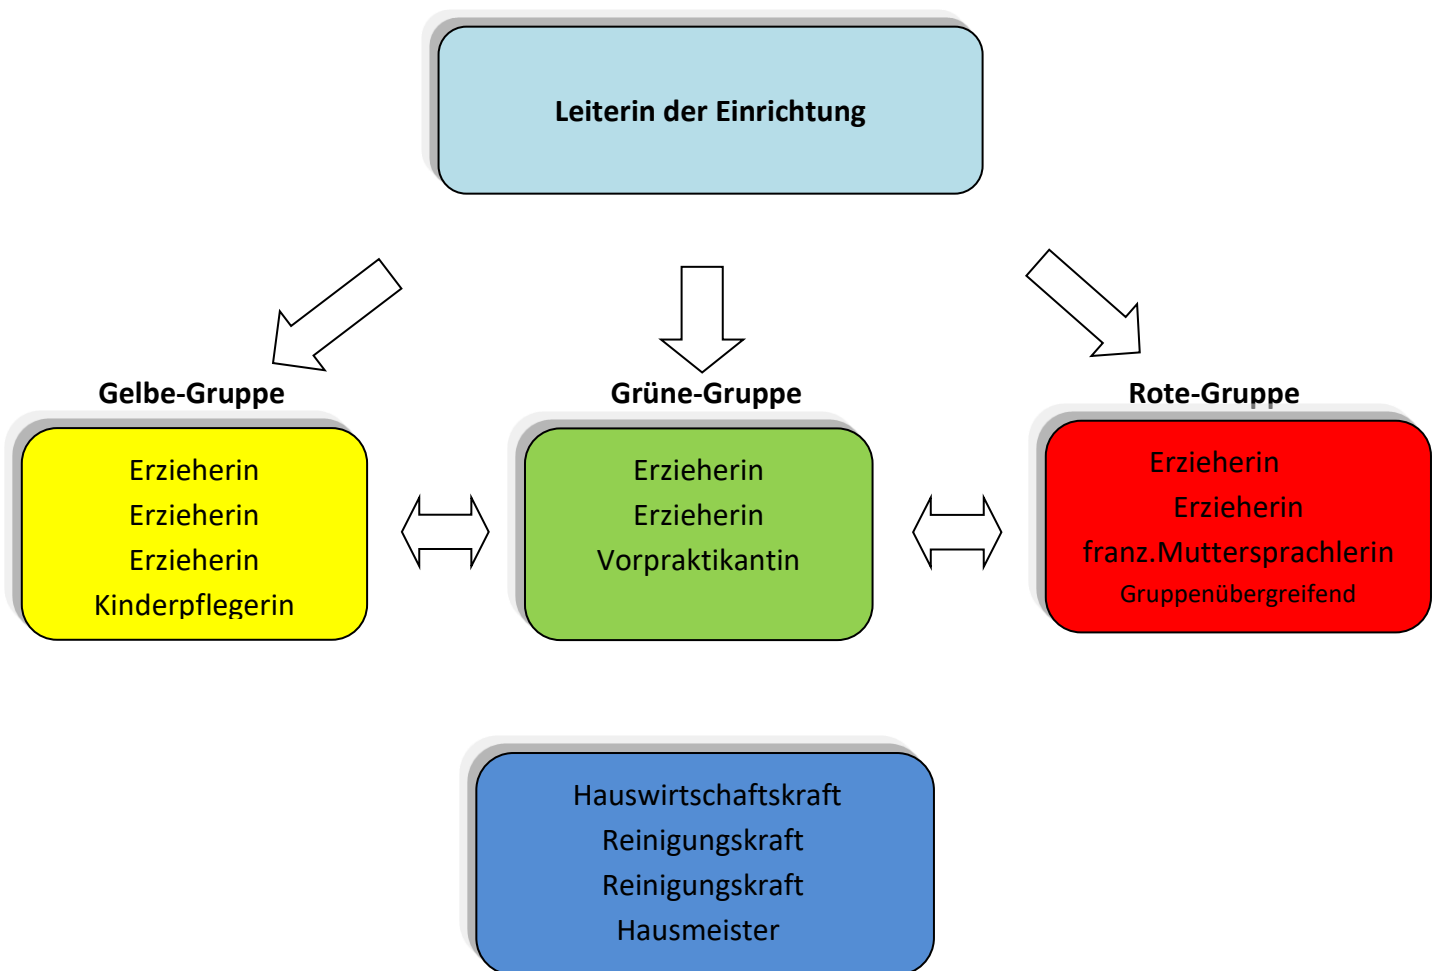 Leiterin der Einrichtung
Gelbe-Gruppe
Erzieherin
Erzieherin
Erzieherin
Kinderpflegerin
Grüne-Gruppe
Erzieherin
Erzieherin
Vorpraktikantin
Rote-Gruppe
Erzieherin
Erzieherin
franz.Muttersprachlerin
Gruppenübergreifend
Hauswirtschaftskraft
Reinigungskraft
Reinigungskraft
Hausmeister